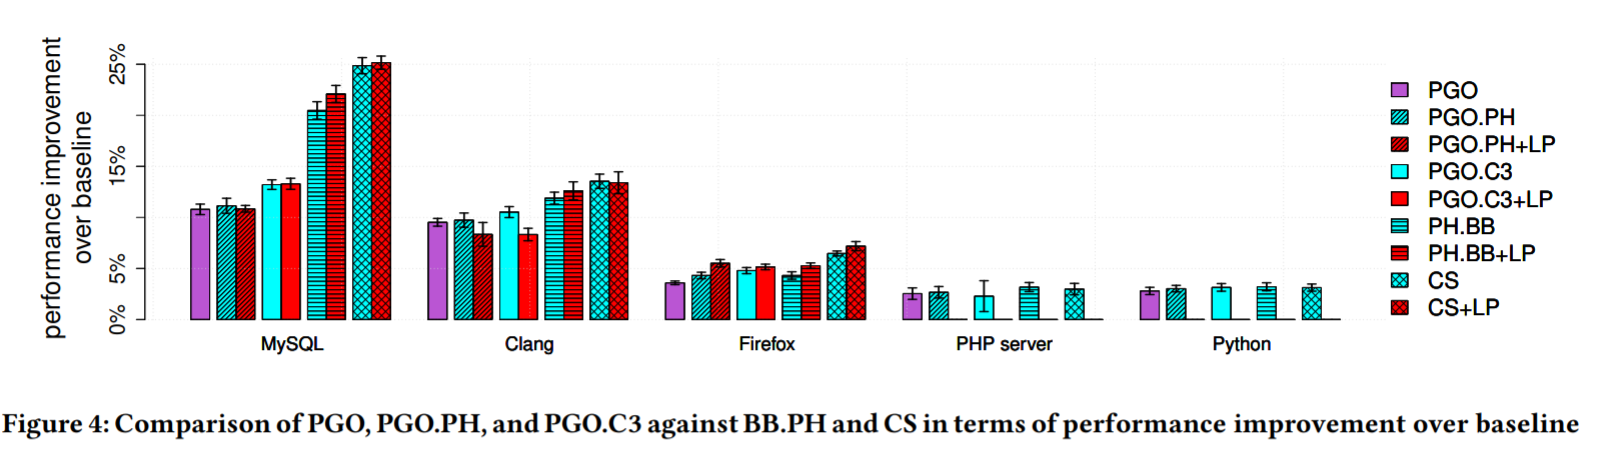 performance improvement
over baseline
25%
15%
5%
0%
MySQL
Clang
Firefox
PHP server
Python
PGO
PGO.PH
PGO.PH+LP
PGO.C3
PGO.C3+LP
PH.BB
PH.BB+LP
CS
CS+LP
Figure 4: Comparison of PGO, PGO.PH, and PGO.C3 against BB.PH and CS in terms of performance improvement over baseline